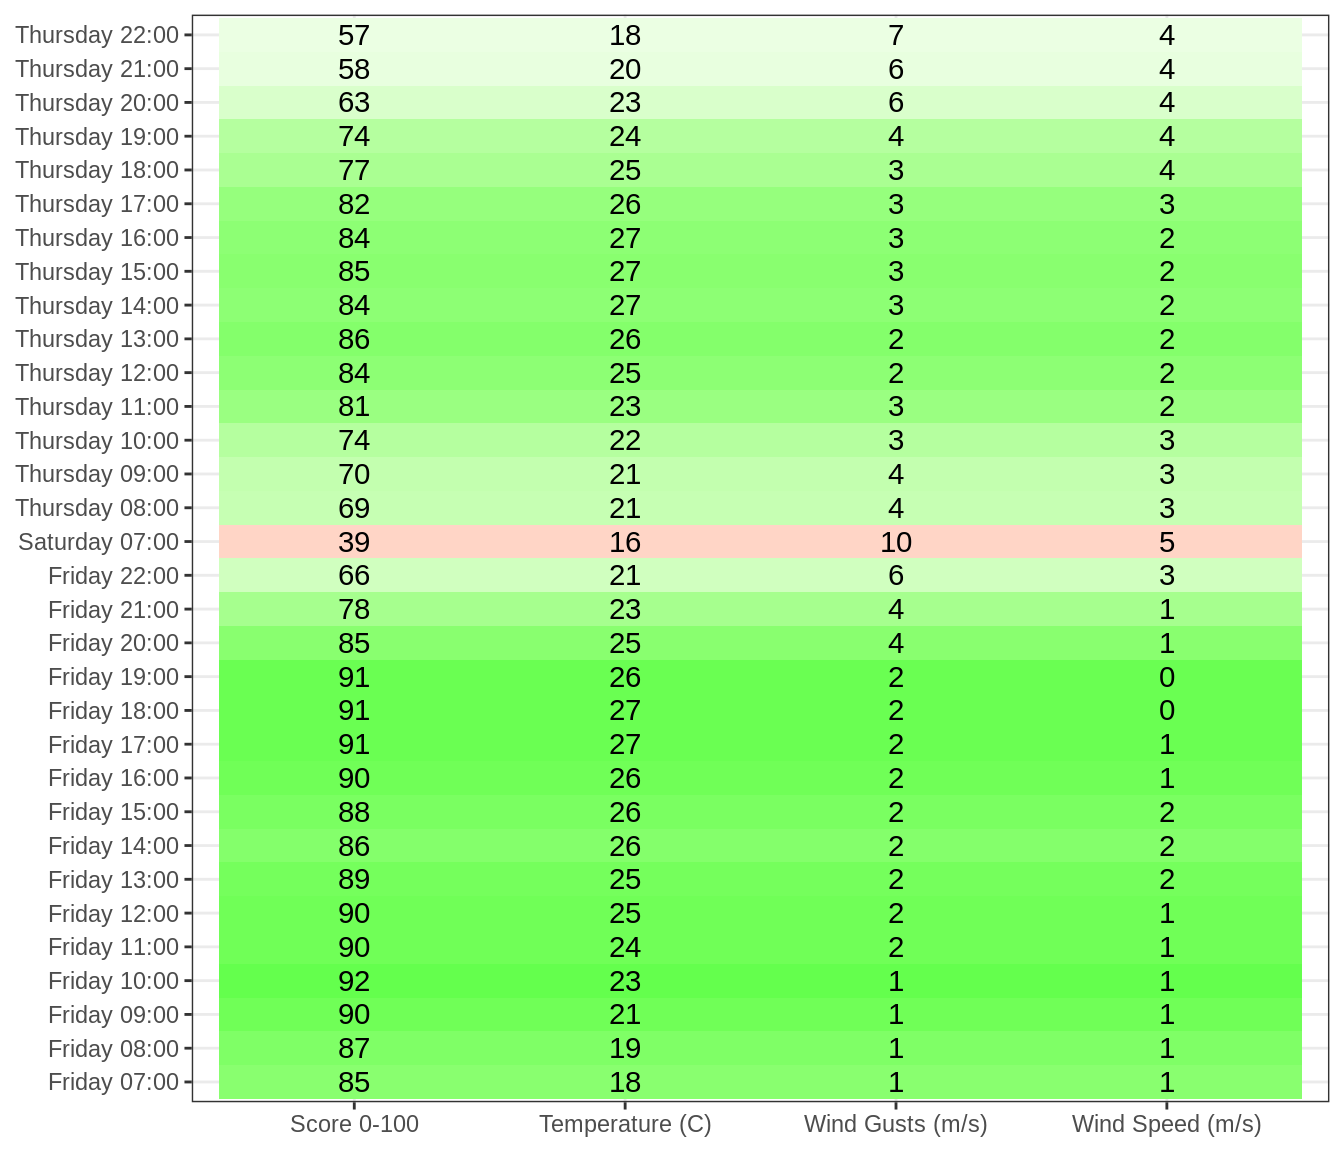 Thursday 22:00 57 18 7 4
Thursday 21:00 58 20 6 4
Thursday 20:00 63 23 6 4
Thursday 19:00 74 24 4 4
Thursday 18:00 77 25 3 4
Thursday 17:00 82 26 3 3
Thursday 16:00 84 27 3 2
Thursday 15:00 85 27 3 2
Thursday 14:00 84 27 3 2
Thursday 13:00 86 26 2 2
Thursday 12:00 84 25 2 2
Thursday 11:00 81 23 3 2
Thursday 10:00 74 22 3 3
Thursday 09:00 70 21 4 3
Thursday 08:00 69 21 4 3
Saturday 07:00 39 16 10 5
Friday 22:00 66 21 6 3
Friday 21:00 78 23 4 1
Friday 20:00 85 25 4 1
Friday 19:00 91 26 2 0
Friday 18:00 91 27 2 0
Friday 17:00 91 27 2 1
Friday 16:00 90 26 2 1
Friday 15:00 88 26 2 2
Friday 14:00 86 26 2 2
Friday 13:00 89 25 2 2
Friday 12:00 90 25 2 1
Friday 11:00 90 24 2 1
Friday 10:00 92 23 1 1
Friday 09:00 90 21 1 1
Friday 08:00 87 19 1 1
Friday 07:00 85 18 1 1
Score 0-100 Temperature (C) Wind Gusts (m/s) Wind Speed (m/s)